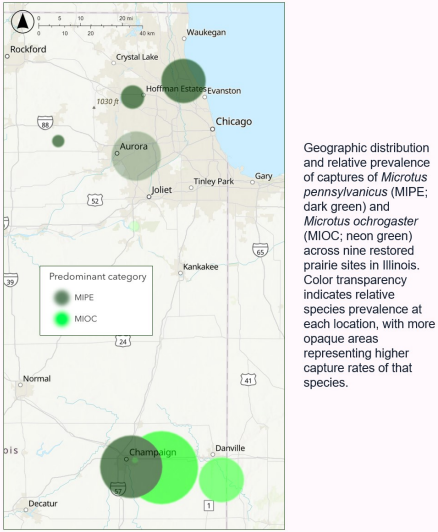 0 5 10 20 mi
0 10 20 40 km
Waukegan
Rockford
Crystal Lake
Hoffman Estates
Evanston
1030 ft
Chicago
88
Aurora
Tinley Park
Gary
Joliet
52
65
Kankakee
39
Predominant category
MIPE
MIOC
24
Normal
41
ois
Champaign
Danville
57
1
Decatur
Geographic distribution
and relative prevalence
of captures of Microtus
pennsylvanicus (MIPE;
dark green) and
Microtus ochrogaster
(MIOC; neon green)
across nine restored
prairie sites in Illinois.
Color transparency
indicates relative
species prevalence at
each location, with more
opaque areas
representing higher
capture rates of that
species.